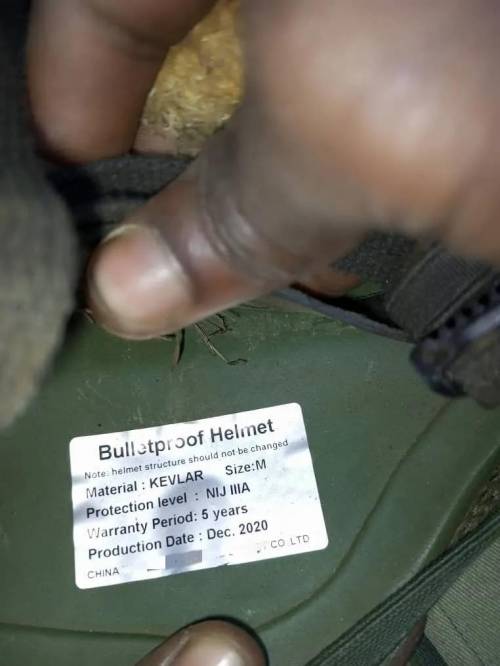 Bulletproof Helmet
Note: helmet structure should not be changed
Material : KEVLAR Size:M
Protection level : NIJ IIIA
Warranty Period: 5 years
Production Date : Dec. 2020
CHINA CO.LTD